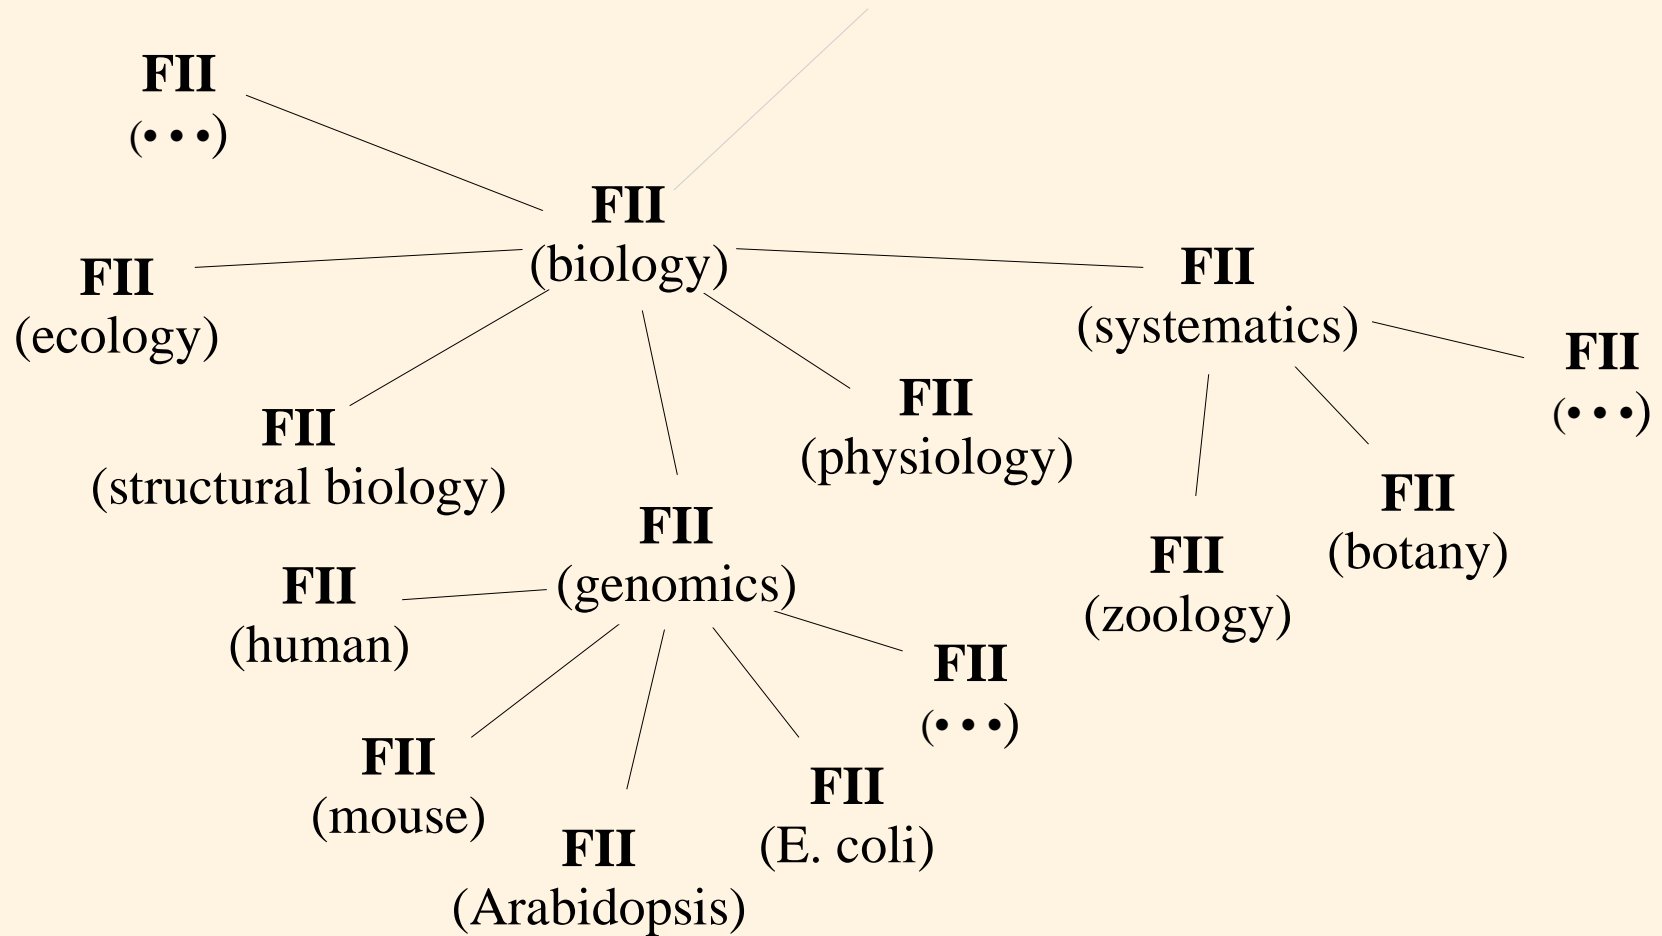 FII
(•••)
FII
(biology)
FII
(ecology)
FII
(systematics)
FII
(•••)
FII
(structural biology)
FII
(physiology)
FII
(genomics)
FII
(botany)
FII
(zoology)
FII
(human)
FII
(•••)
FII
(mouse)
FII
(E. coli)
FII
(Arabidopsis)